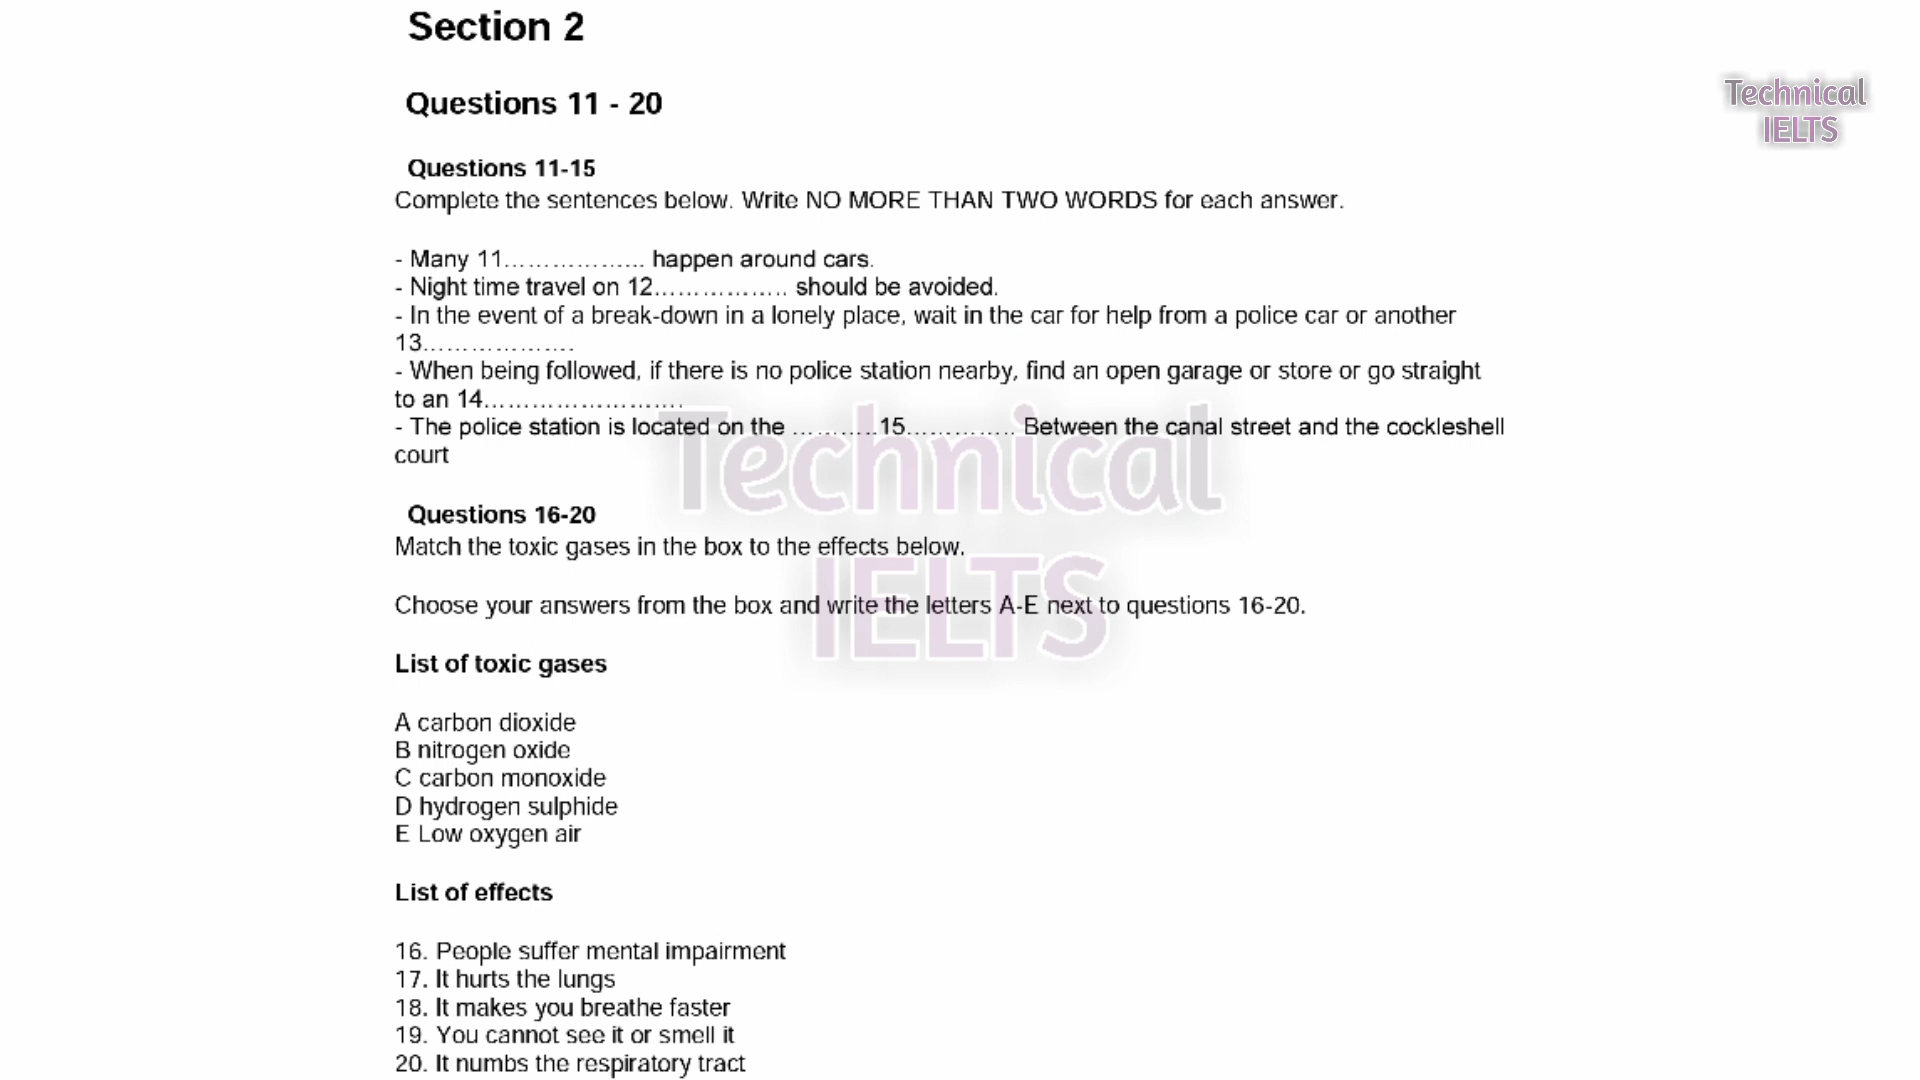 Section 2
Technical
IELTS
Questions 11 - 20
Questions 11-15
Complete the sentences below. Write NO MORE THAN TWO WORDS for each answer.
- Many 11…………….. happen around cars.
- Night time travel on 12…………….. should be avoided.
- In the event of a break-down in a lonely place, wait in the car for help from a police car or another
13……………….
- When being followed, if there is no police station nearby, find an open garage or store or go straight
to an 14…………………….
- The police station is located on the ………..15………….. Between the canal street and the cockleshell
court
Technical
IELTS
Questions 16-20
Match the toxic gases in the box to the effects below.
Choose your answers from the box and write the letters A-E next to questions 16-20.
List of toxic gases
A carbon dioxide
B nitrogen oxide
C carbon monoxide
D hydrogen sulphide
E Low oxygen air
List of effects
16. People suffer mental impairment
17. It hurts the lungs
18. It makes you breathe faster
19. You cannot see it or smell it
20. It numbs the respiratory tract